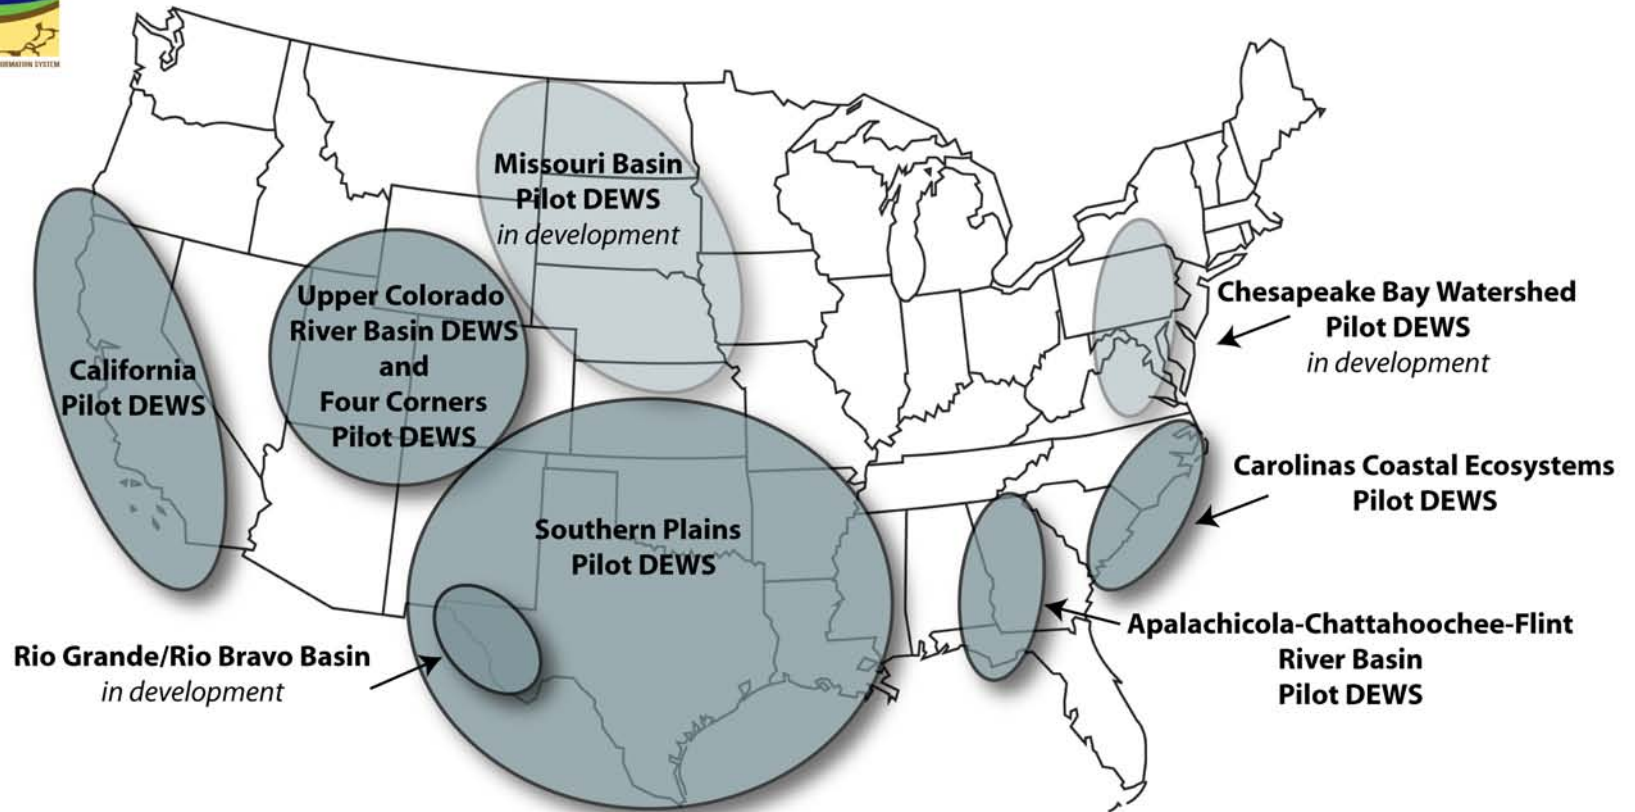 ORMATION SYSTEM
Missouri Basin
Pilot DEWS
in development
Upper Colorado
River Basin DEWS
and
Four Corners
Pilot DEWS
California
Pilot DEWS
Chesapeake Bay Watershed
Pilot DEWS
in development
Carolinas Coastal Ecosystems
Pilot DEWS
Southern Plains
Pilot DEWS
Apalachicola-Chattahoochee-Flint
River Basin
Pilot DEWS
Rio Grande/Rio Bravo Basin
in development